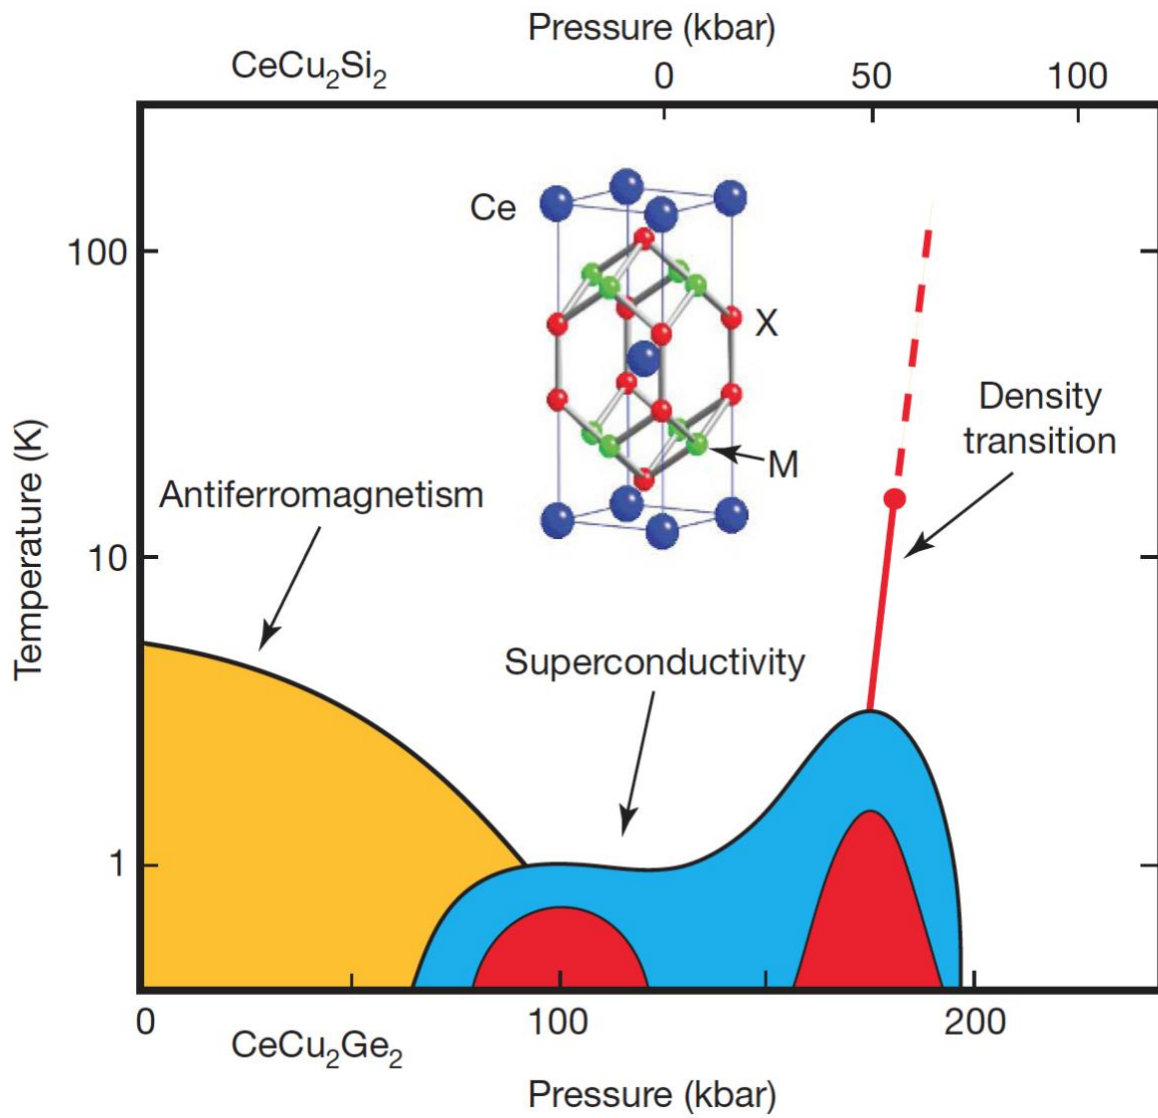 Pressure (kbar)
CeCu₂Si₂
0 50 100
Ce
100
X
Density
transition
M
Antiferromagnetism
10
Temperature (K)
Superconductivity
1
0 100 200
CeCu₂Ge₂
Pressure (kbar)